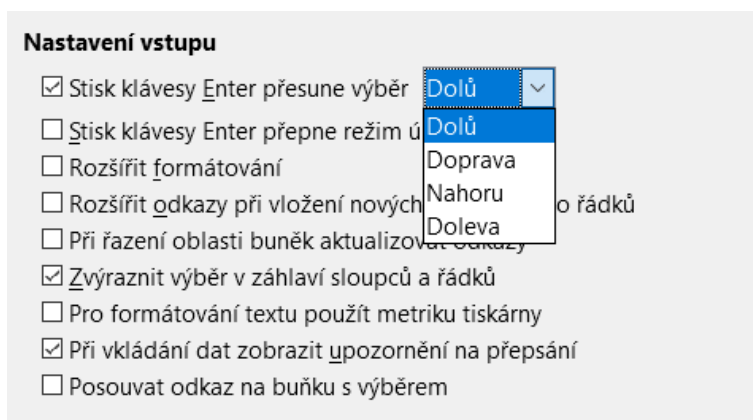 Nastavení vstupu
Stisk klávesy Enter přesune výběr Dolů
Stisk klávesy Enter přepne režim ú
Dolů
Rozšířit formátování
Doprava
Nahoru
Rozšířit odkazy při vložení nových o řádků
Doleva
Při řazení oblasti buněk aktualizovat odkazy
Zvýraznit výběr v záhlaví sloupců a řádků
Pro formátování textu použít metriku tiskárny
Při vkládání dat zobrazit upozornění na přepsání
Posouvat odkaz na buňku s výběrem